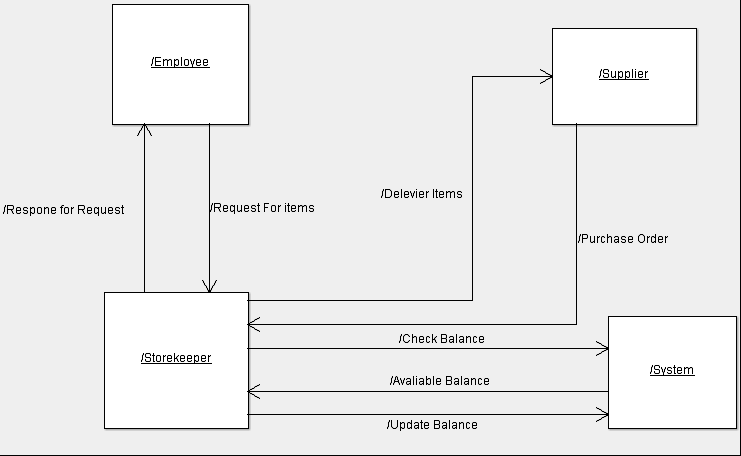 /Employee
/Supplier
/Respone for Request
/Request For items
/Delevier Items
/Purchase Order
/Storekeeper
/Check Balance
/System
/Avaliable Balance
/Update Balance